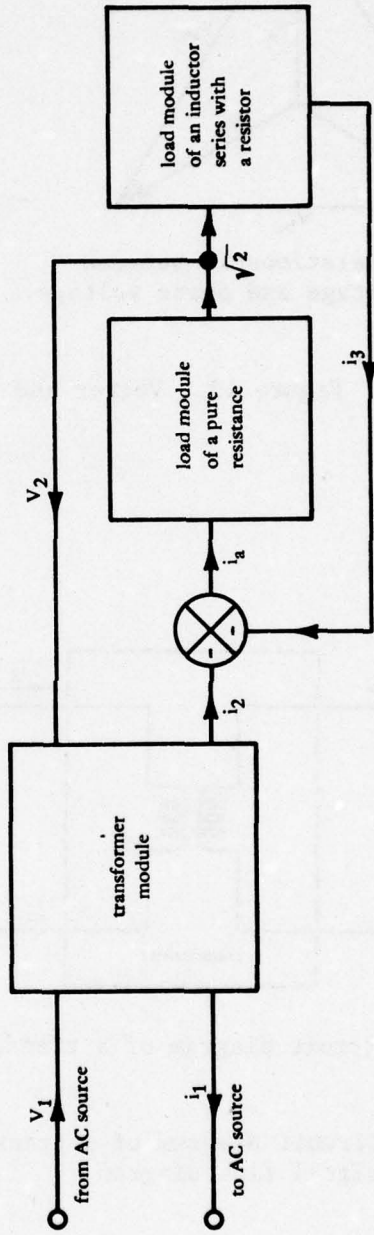 V₁
from AC source
i₁
to AC source
transformer
module
V₂
i₂
-
-
iₐ
load module
of a pure
resistance
√2
load module
of an inductor
series with
a resistor
i₃